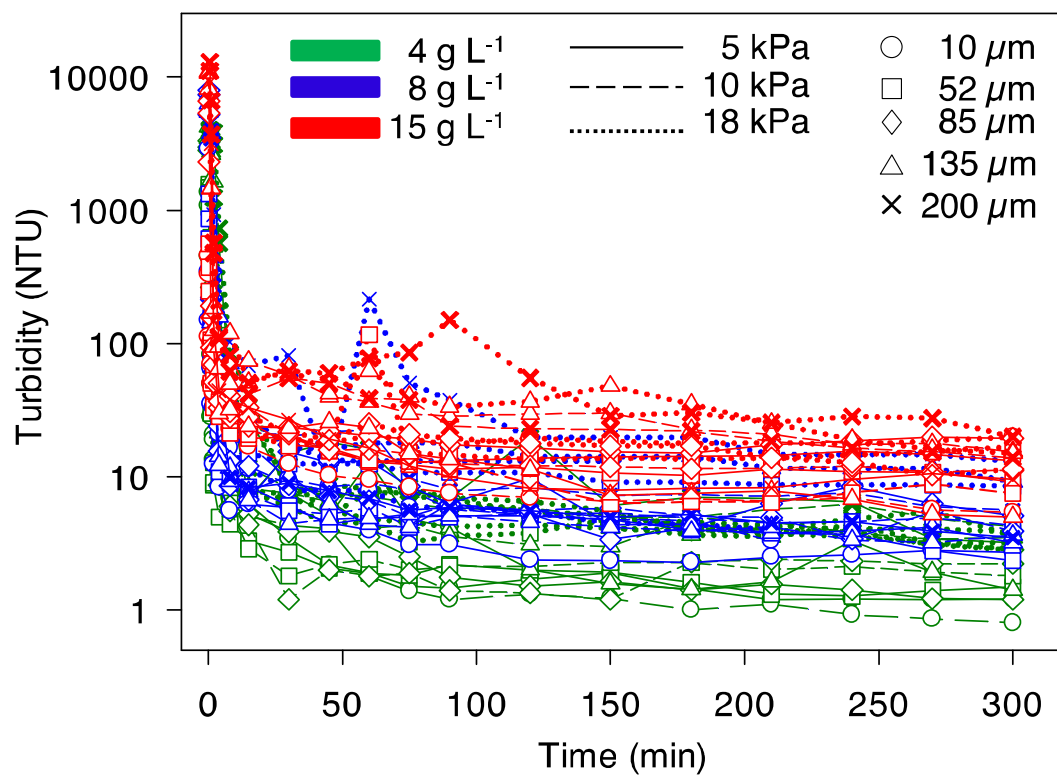 4 g L⁻¹ 5 kPa 10 µm
8 g L⁻¹ 10 kPa 52 µm
15 g L⁻¹ 18 kPa 85 µm
135 µm
200 µm
10000
1000
100
10
1
Turbidity (NTU)
0 50 100 150 200 250 300
Time (min)